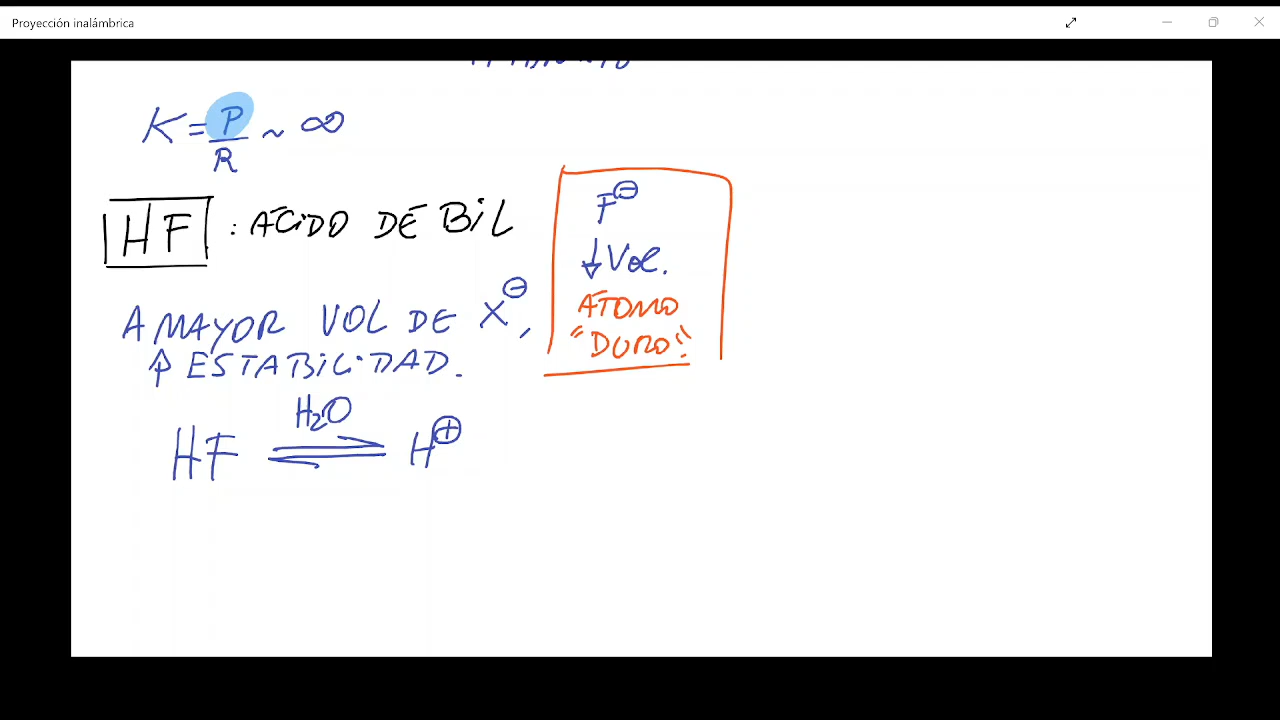 Proyección inalámbrica
K = P / R ~ ∞
HF : ÁCIDO DÉBIL
A MAYOR VOL DE X⊖,
↑ ESTABILIDAD.
F⊖
↓ Vol.
ÁTOMO
"DURO".
H₂O
HF ⇌ H⊕